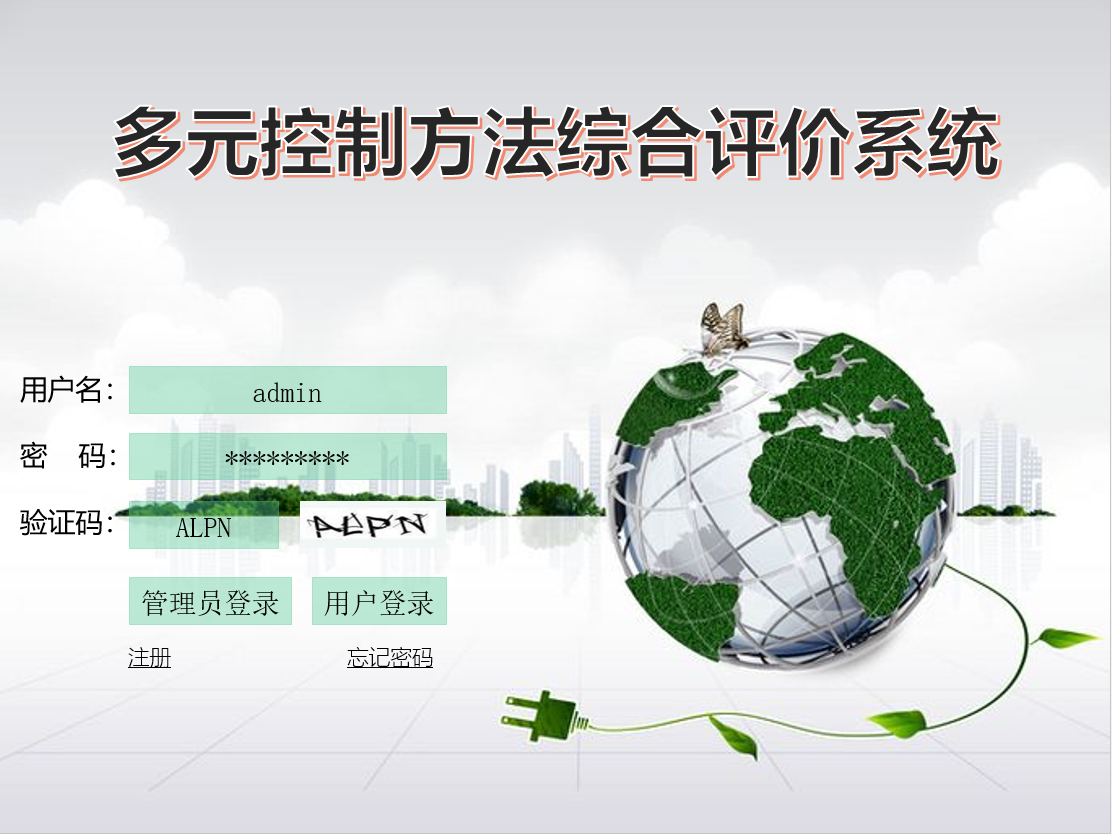 多元控制方法综合评价系统
用户名： admin
密 码： *********
验证码： ALPN ALPN
管理员登录 用户登录
注册 忘记密码